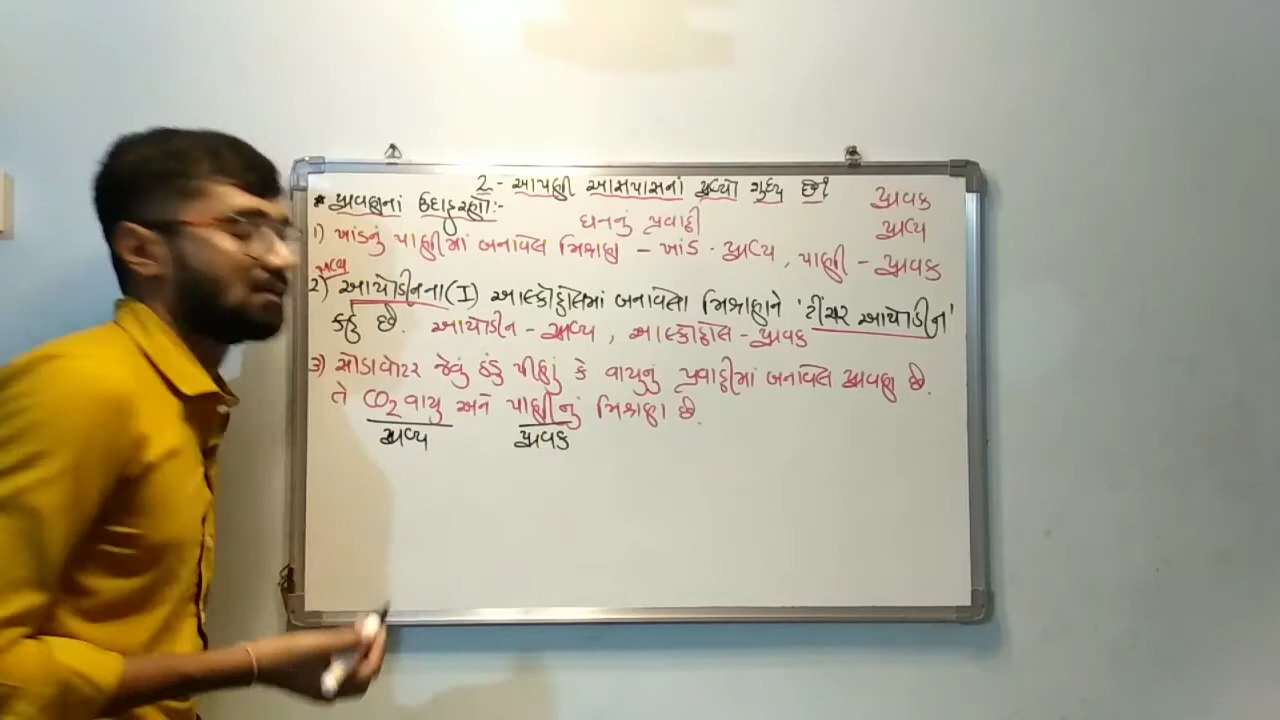 2 - આપણી આસપાસનાં દ્રવ્યો શુદ્ધ છે?
* દ્રાવણનાં ઉદાહરણો:-
દ્રાવક
ઘનનું પ્રવાહી
દ્રાવ્ય
1) ખાંડનું પાણીમાં બનાવેલ મિશ્રણ - ખાંડ - દ્રાવ્ય, પાણી - દ્રાવક
દ્રાવ્ય
2) આયોડીનના (I) આલ્કોહોલમાં બનાવેલા મિશ્રણને 'ટીંચર આયોડીન'
કહે છે. આયોડીન - દ્રાવ્ય, આલ્કોહોલ - દ્રાવક
3) સોડાવોટર જેવું ઠંડુ પીણું કે વાયુનું પ્રવાહીમાં બનાવેલ દ્રાવણ છે.
તે CO2 વાયુ અને પાણીનું મિશ્રણ છે.
દ્રાવ્ય દ્રાવક